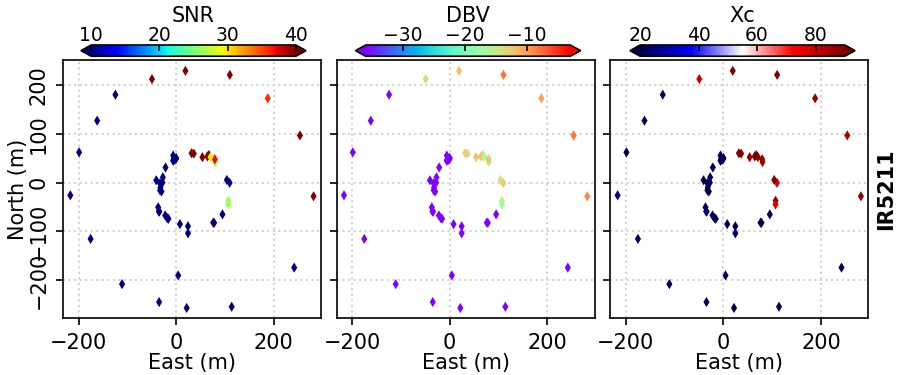 SNR DBV Xc
10 20 30 40 −30 −20 −10 20 40 60 80
200
100
0
−100
−200
North (m)
−200 0 200 −200 0 200 −200 0 200
East (m) East (m) East (m)
IR5211